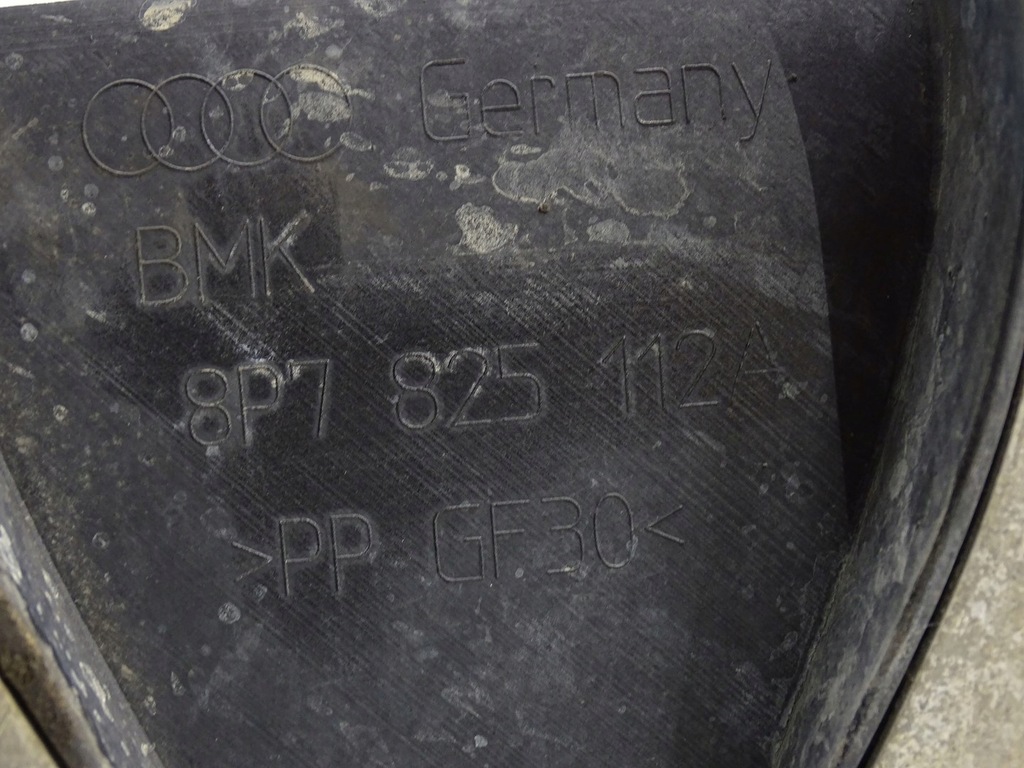 Germany
BMK
8P7 825 112A
>PP GF30<